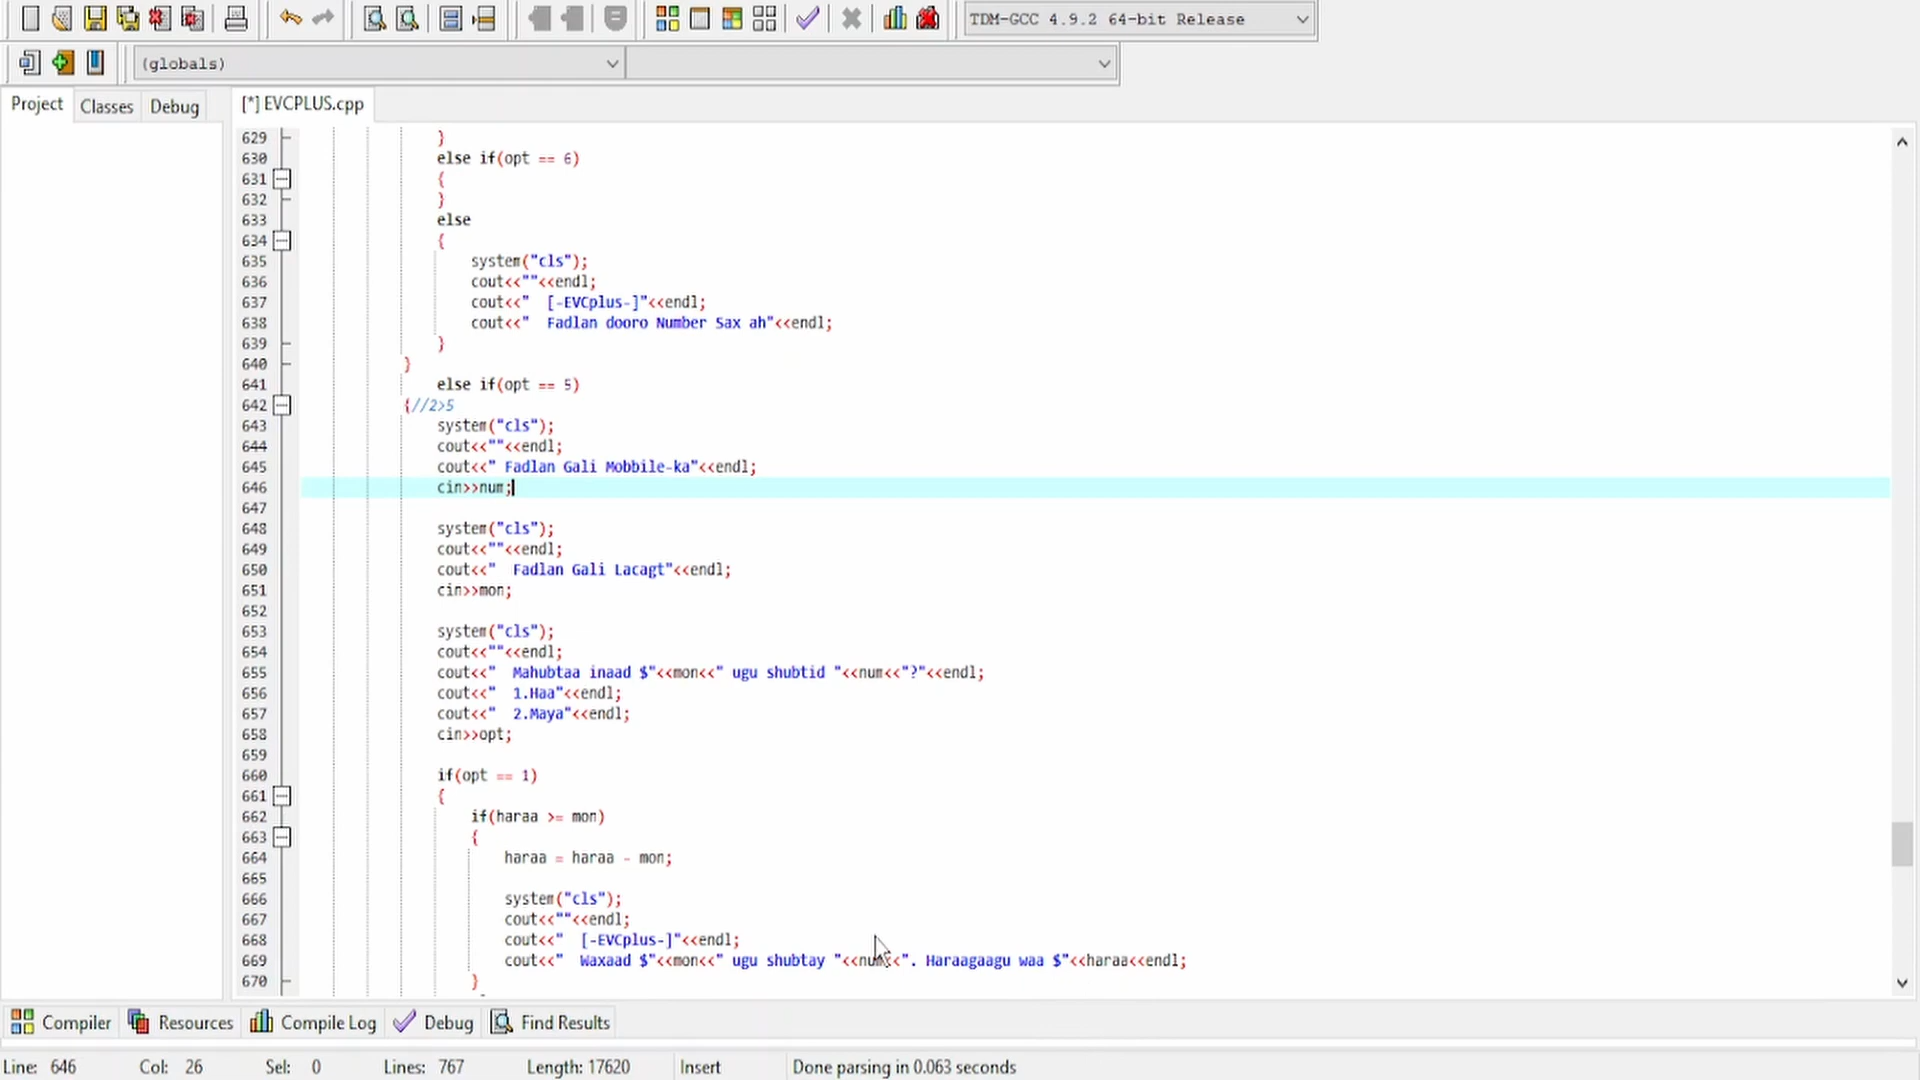 TDM-GCC 4.9.2 64-bit Release
(globals)
Project Classes Debug [*] EVCPLUS.cpp
629 }
630 else if(opt == 6)
631 {
632 }
633 else
634 {
635 system("cls");
636 cout<<""<<endl;
637 cout<<"  [-EVCplus-]"<<endl;
638 cout<<"  Fadlan dooro Number Sax ah"<<endl;
639 }
640 }
641 else if(opt == 5)
642 {//2>5
643 system("cls");
644 cout<<""<<endl;
645 cout<<" Fadlan Gali Mobbile-ka"<<endl;
646 cin>>num;
647
648 system("cls");
649 cout<<""<<endl;
650 cout<<"  Fadlan Gali Lacagt"<<endl;
651 cin>>mon;
652
653 system("cls");
654 cout<<""<<endl;
655 cout<<"  Mahubtaa inaad $"<<mon<<" ugu shubtid "<<num<<"?"<<endl;
656 cout<<"  1.Haa"<<endl;
657 cout<<"  2.Maya"<<endl;
658 cin>>opt;
659
660 if(opt == 1)
661 {
662 if(haraa >= mon)
663 {
664 haraa = haraa - mon;
665
666 system("cls");
667 cout<<""<<endl;
668 cout<<"  [-EVCplus-]"<<endl;
669 cout<<"  Waxaad $"<<mon<<" ugu shubtay "<<num<<". Haraagaagu waa $"<<haraa<<endl;
670 }
Compiler Resources Compile Log Debug Find Results
Line: 646 Col: 26 Sel: 0 Lines: 767 Length: 17620 Insert Done parsing in 0.063 seconds